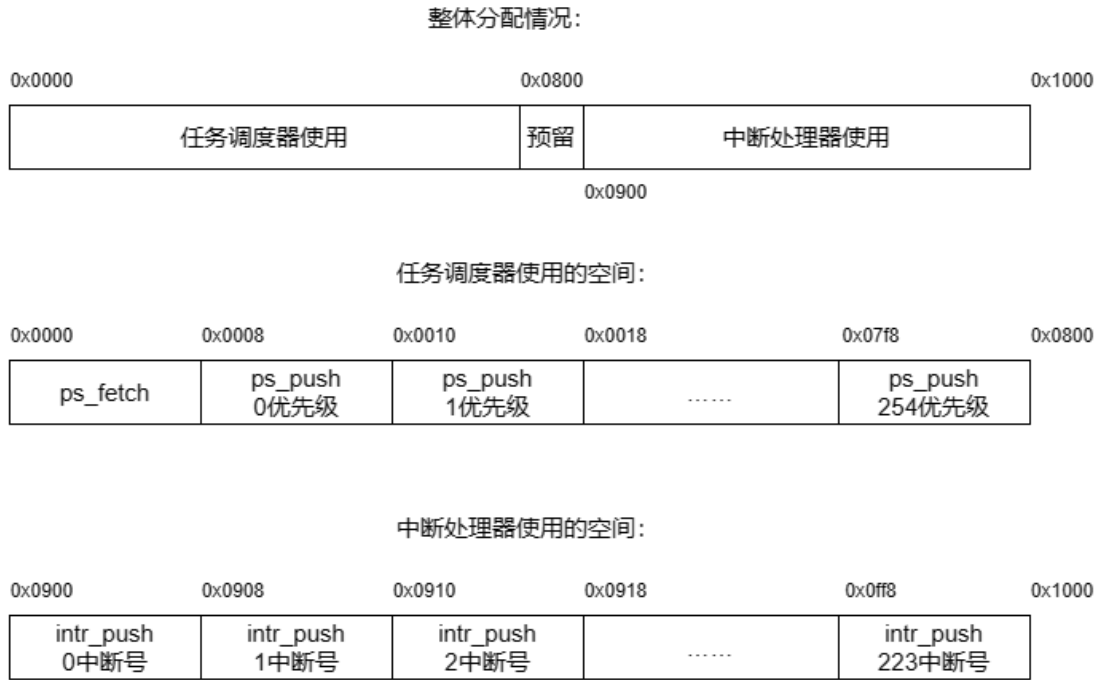 整体分配情况：
0x0000 0x0800 0x1000
任务调度器使用 预留 中断处理器使用
0x0900
任务调度器使用的空间：
0x0000 0x0008 0x0010 0x0018 0x07f8 0x0800
ps_fetch ps_push ps_push …… ps_push
0优先级 1优先级 254优先级
中断处理器使用的空间：
0x0900 0x0908 0x0910 0x0918 0x0ff8 0x1000
intr_push intr_push intr_push …… intr_push
0中断号 1中断号 2中断号 223中断号